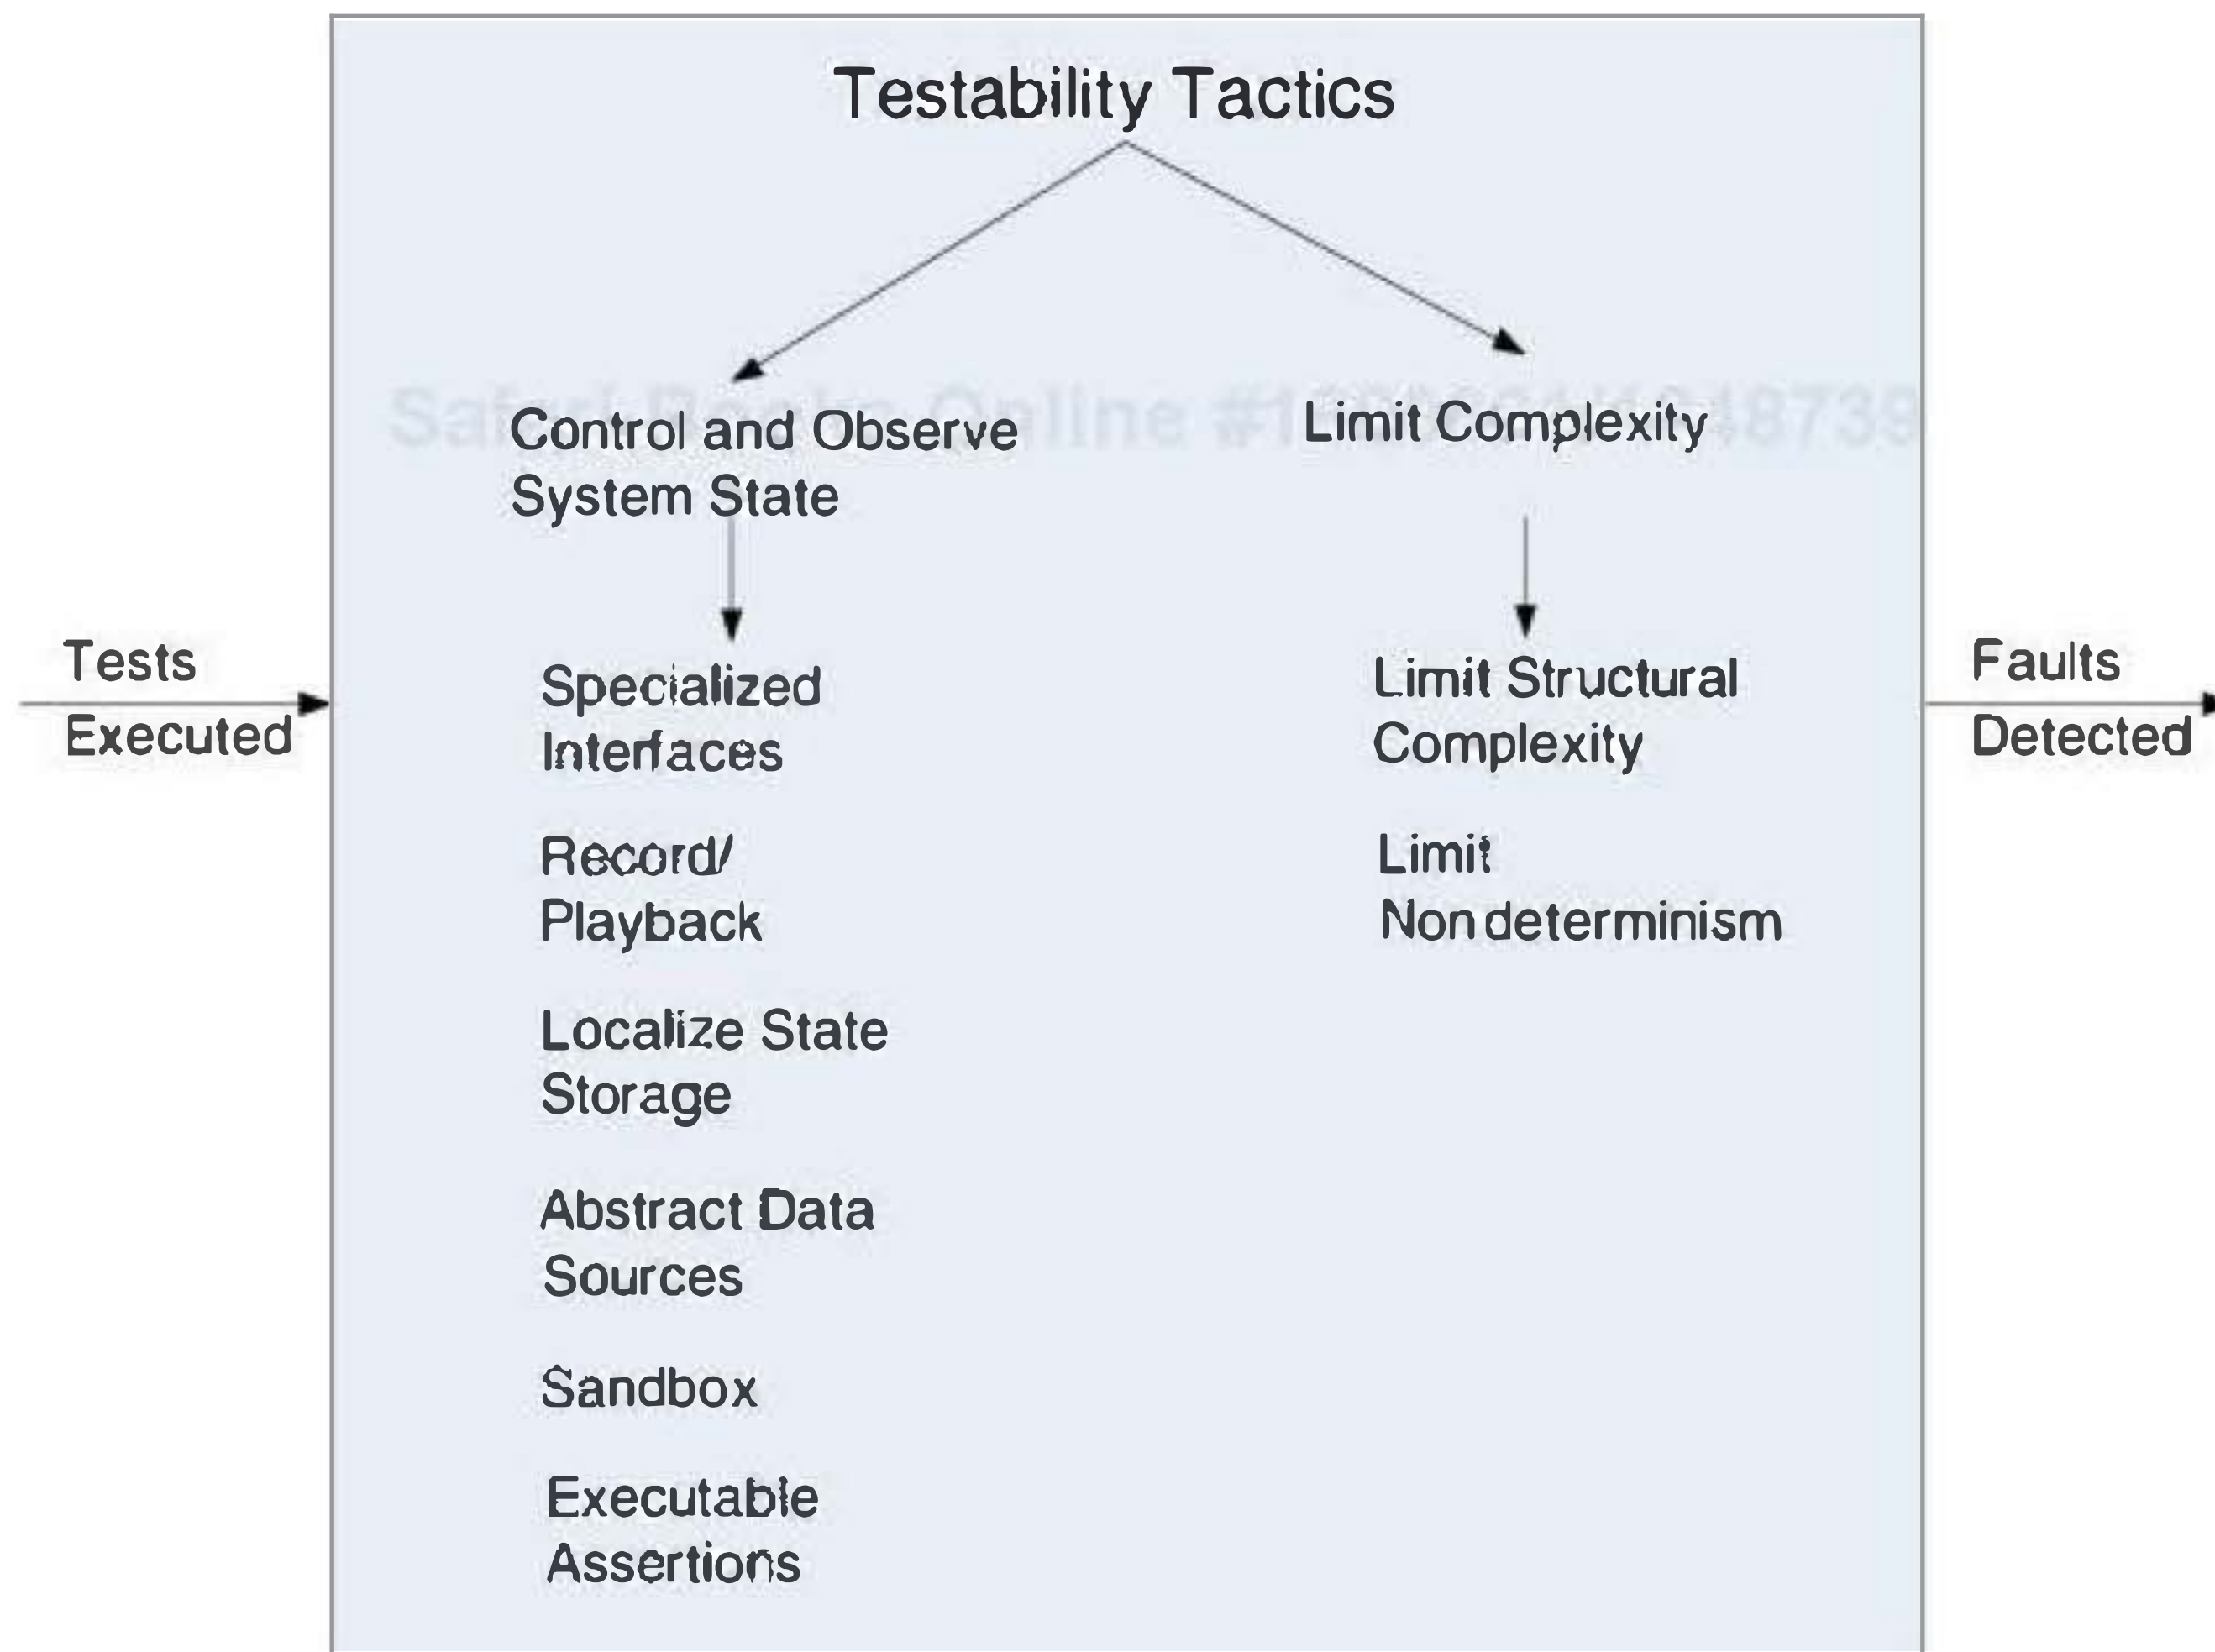 Testability Tactics
Control and Observe
System State
Limit Complexity
Tests
Executed
Specialized
Interfaces
Record/
Playback
Localize State
Storage
Abstract Data
Sources
Sandbox
Executable
Assertions
Limit Structural
Complexity
Limit
Nondeterminism
Faults
Detected